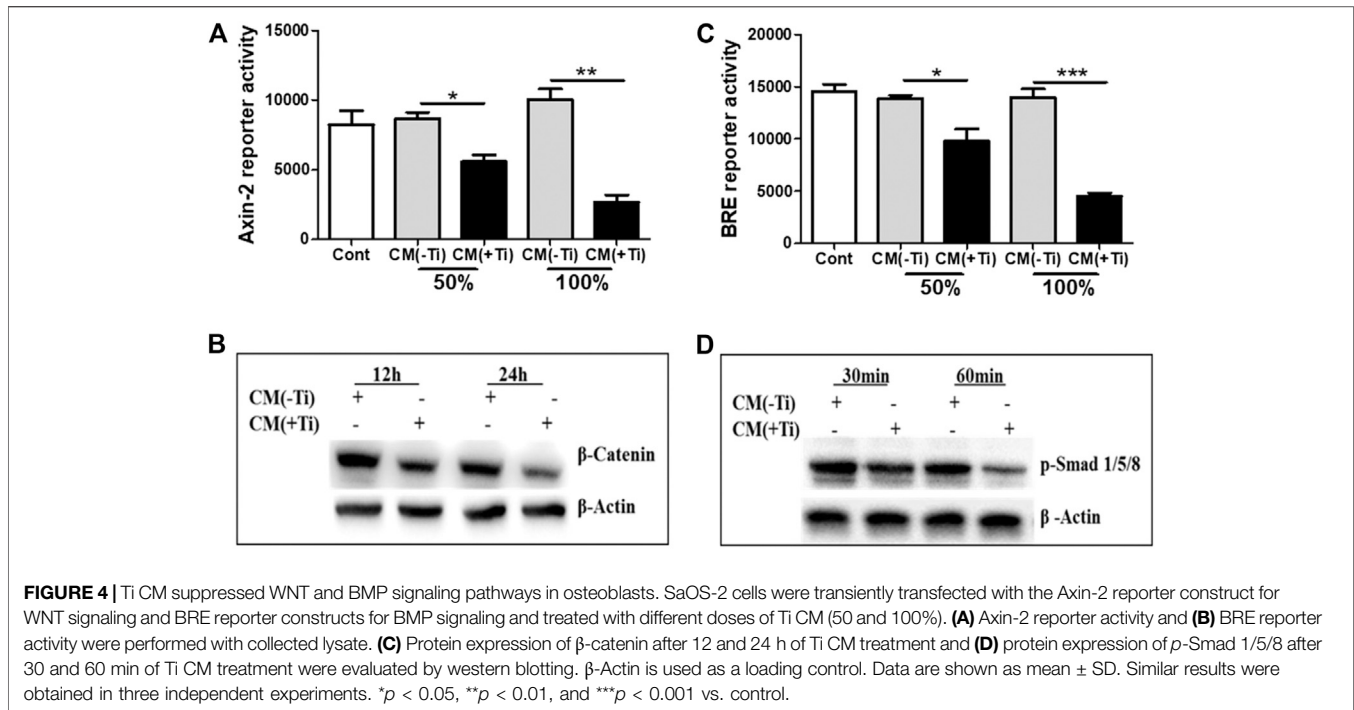 A
Axin-2 reporter activity
15000
10000
5000
0
*
**
Cont
CM(-Ti) CM(+Ti) CM(-Ti) CM(+Ti)
50%
100%
C
BRE reporter activity
20000
15000
10000
5000
0
*
***
Cont
CM(-Ti) CM(+Ti) CM(-Ti) CM(+Ti)
50%
100%
B
12h 24h
CM(-Ti) + - + -
CM(+Ti) - + - +
β-Catenin
β-Actin
D
30min 60min
CM(-Ti) + - + -
CM(+Ti) - + - +
p-Smad 1/5/8
β -Actin
FIGURE 4 | Ti CM suppressed WNT and BMP signaling pathways in osteoblasts. SaOS-2 cells were transiently transfected with the Axin-2 reporter construct for
WNT signaling and BRE reporter constructs for BMP signaling and treated with different doses of Ti CM (50 and 100%). (A) Axin-2 reporter activity and (B) BRE reporter
activity were performed with collected lysate. (C) Protein expression of β-catenin after 12 and 24 h of Ti CM treatment and (D) protein expression of p-Smad 1/5/8 after
30 and 60 min of Ti CM treatment were evaluated by western blotting. β-Actin is used as a loading control. Data are shown as mean ± SD. Similar results were
obtained in three independent experiments. *p < 0.05, **p < 0.01, and ***p < 0.001 vs. control.